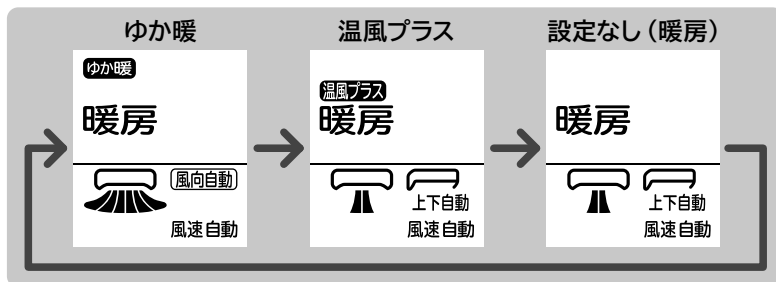 ゆか暖
ゆか暖
暖房
風向自動
風速自動
温風プラス
温風プラス
暖房
上下自動
風速自動
設定なし（暖房）
暖房
上下自動
風速自動